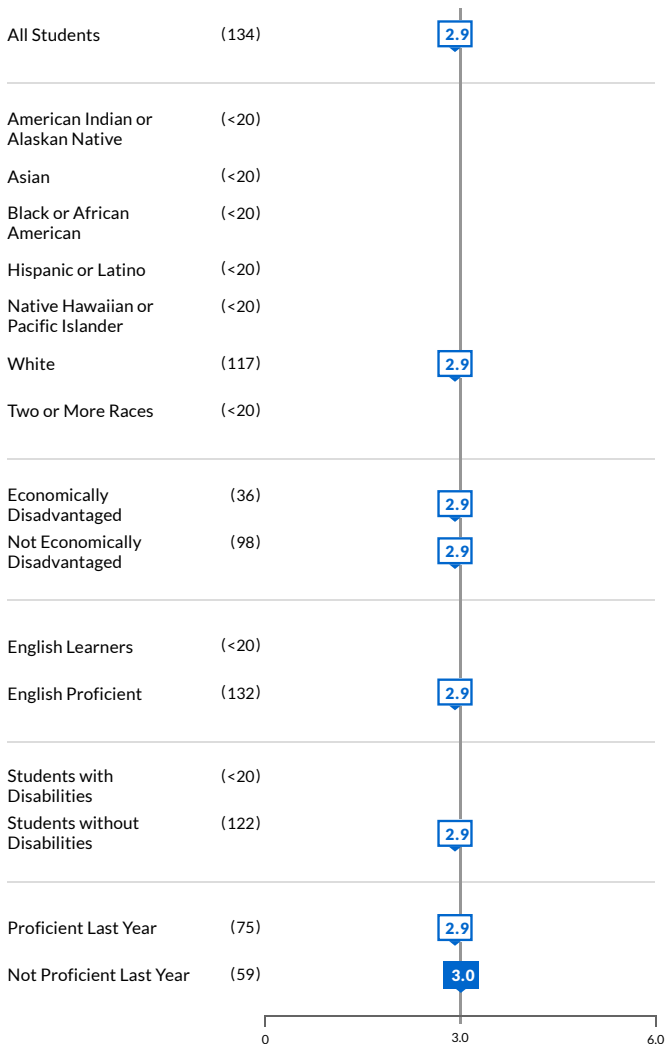 All Students (134) 2.9
American Indian or (<20)
Alaskan Native
Asian (<20)
Black or African (<20)
American
Hispanic or Latino (<20)
Native Hawaiian or (<20)
Pacific Islander
White (117) 2.9
Two or More Races (<20)
Economically (36) 2.9
Disadvantaged
Not Economically (98) 2.9
Disadvantaged
English Learners (<20)
English Proficient (132) 2.9
Students with (<20)
Disabilities
Students without (122) 2.9
Disabilities
Proficient Last Year (75) 2.9
Not Proficient Last Year (59) 3.0
0 3.0 6.0